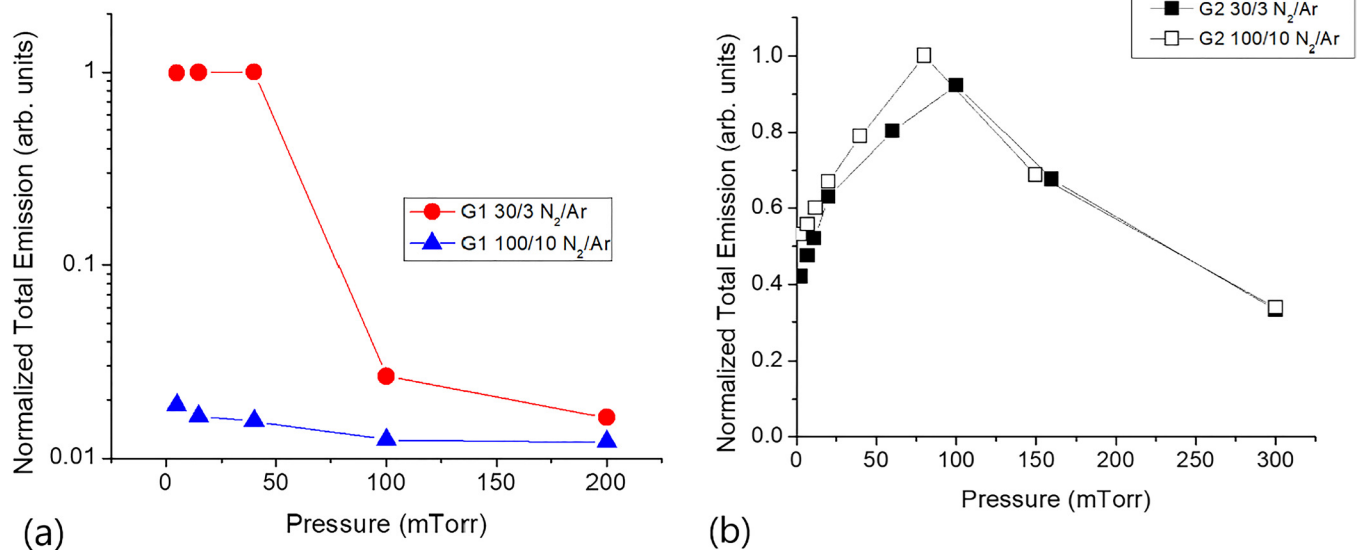 Normalized Total Emission (arb. units)
1
0.1
0.01
0
50
100
150
200
Pressure (mTorr)
G1 30/3 N₂/Ar
G1 100/10 N₂/Ar
(a)
G2 30/3 N₂/Ar
G2 100/10 N₂/Ar
Normalized Total Emission (arb. units)
1.0
0.8
0.6
0.4
0.2
0.0
0
50
100
150
200
250
300
Pressure (mTorr)
(b)